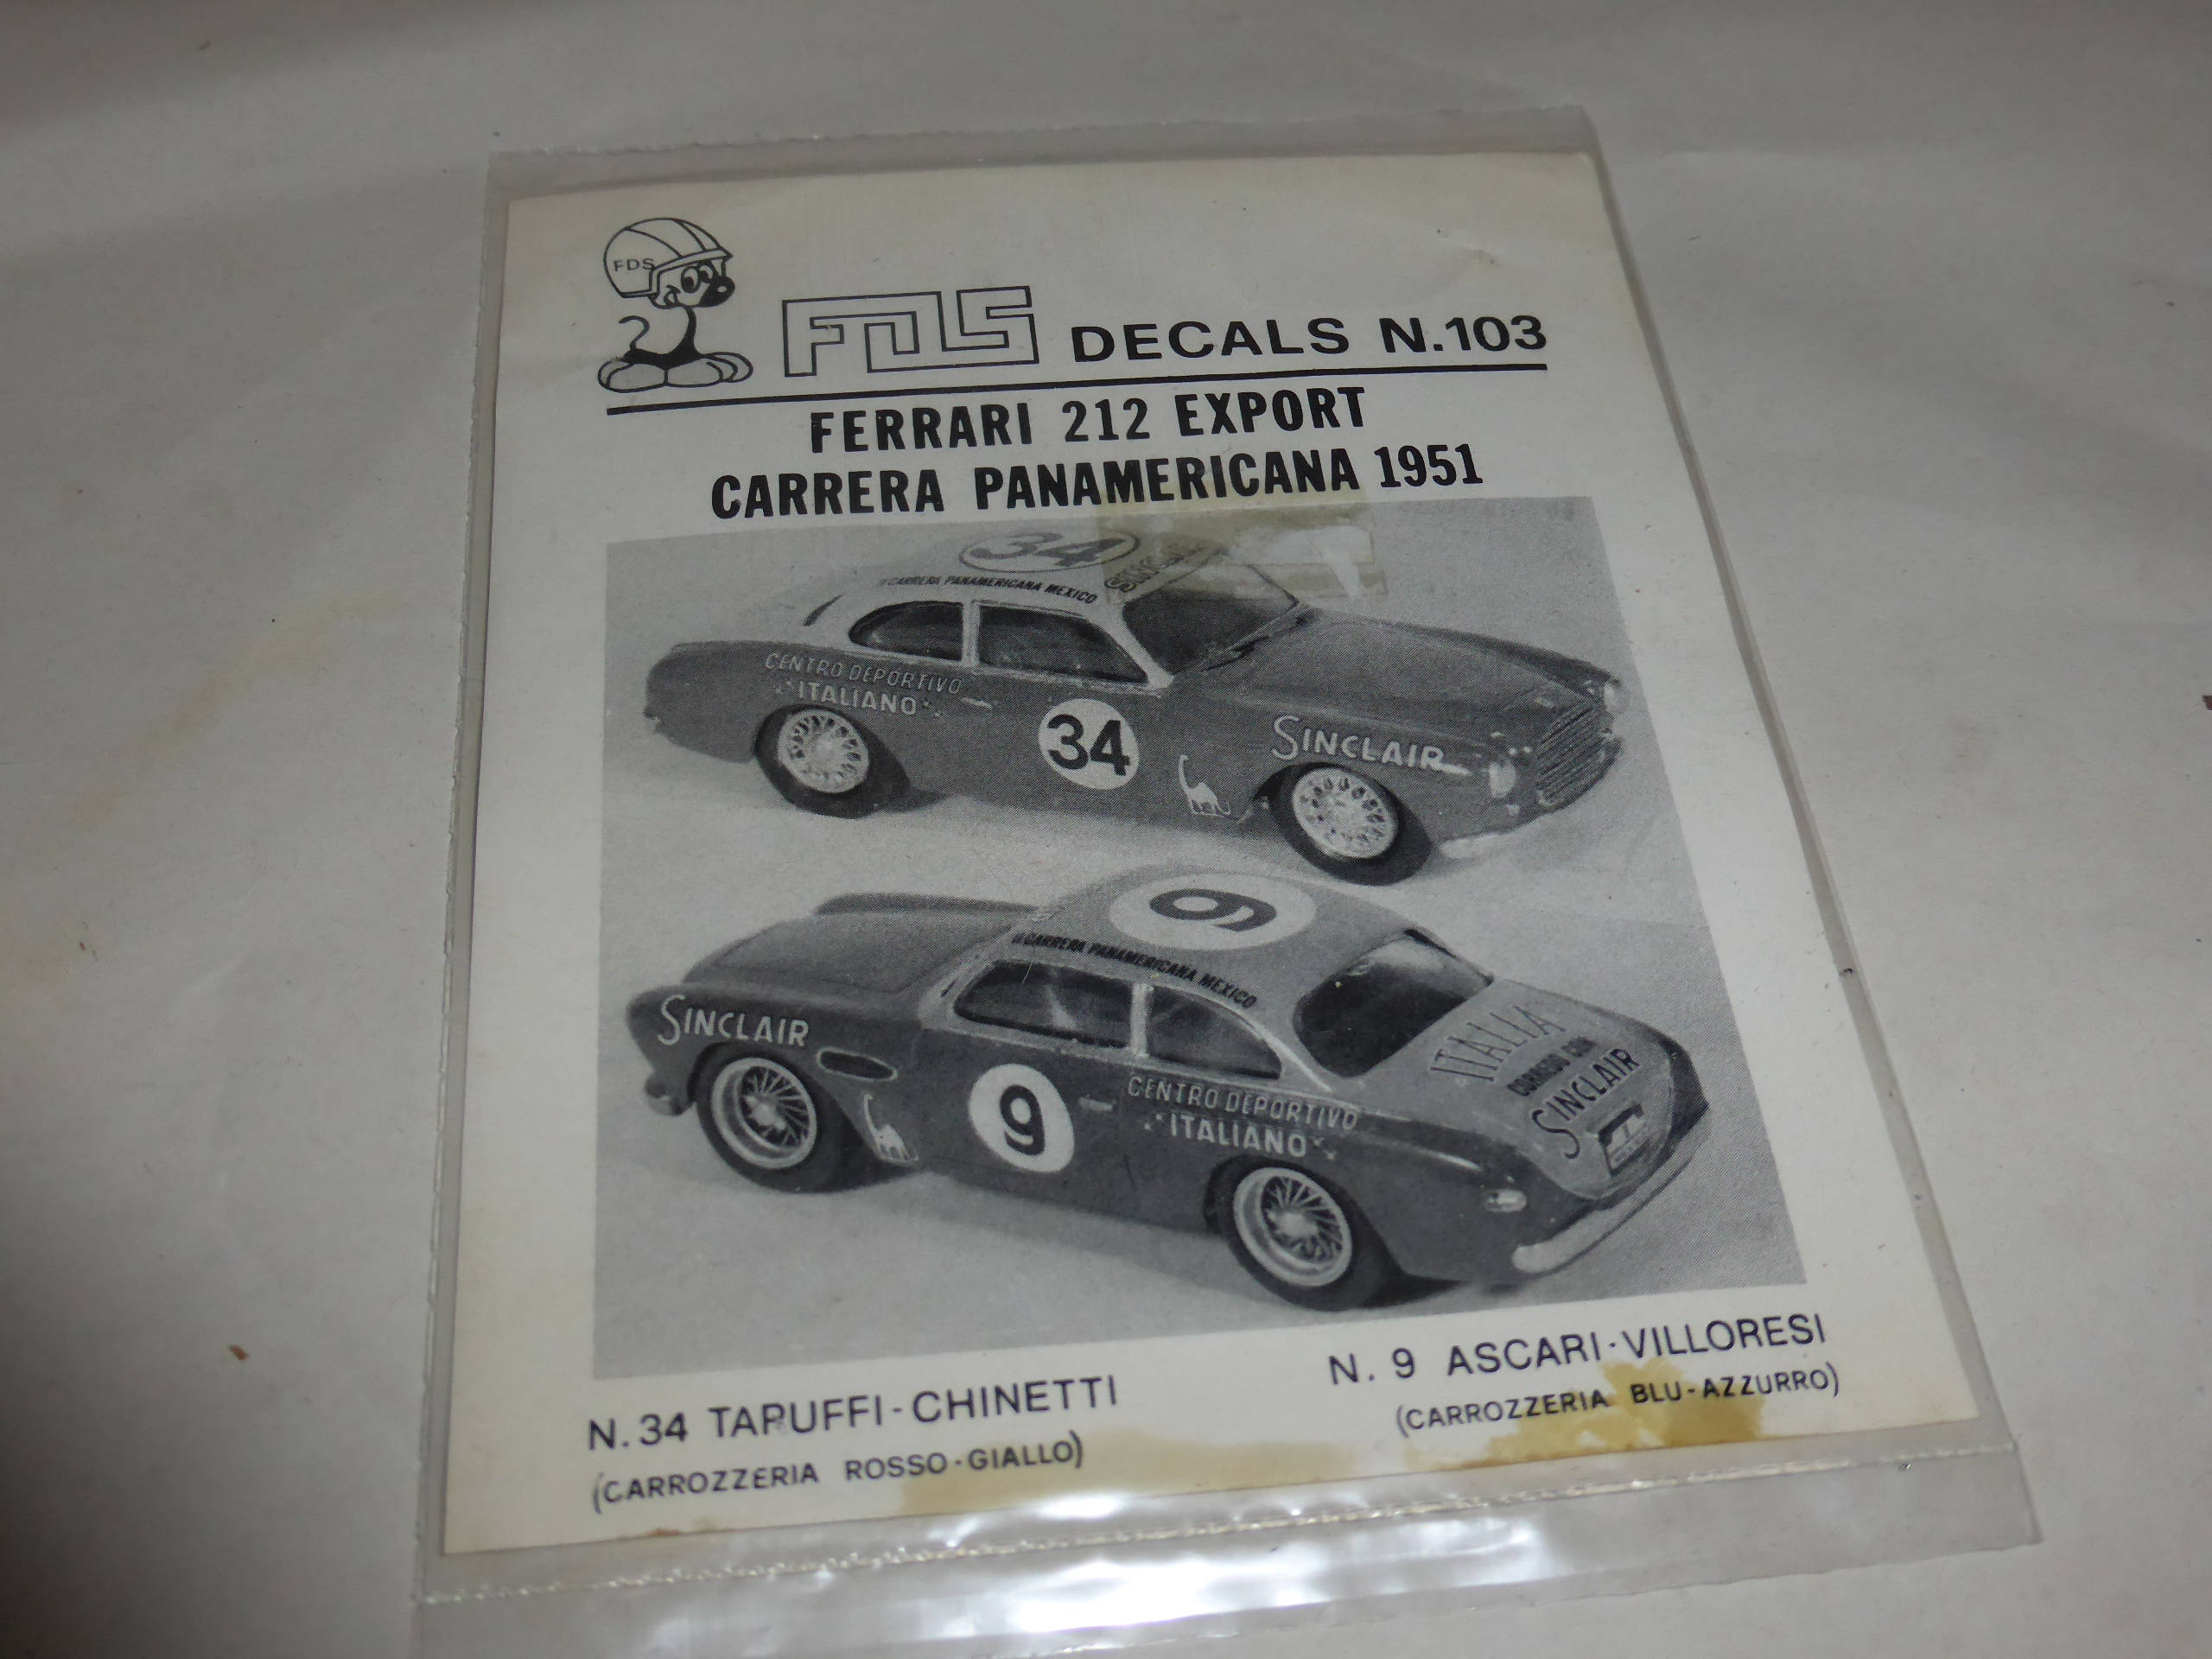 FDS
FDS DECALS N.103
FERRARI 212 EXPORT
CARRERA PANAMERICANA 1951
34
II CARRERA PANAMERICANA MEXICO
CENTRO DEPORTIVO
"ITALIANO"
34
SINCLAIR
9
II CARRERA PANAMERICANA MEXICO
SINCLAIR
9
CENTRO DEPORTIVO
"ITALIANO"
ITALIA
CORREDO CON
SINCLAIR
N.34 TARUFFI-CHINETTI
(CARROZZERIA ROSSO-GIALLO)
N. 9 ASCARI-VILLORESI
(CARROZZERIA BLU-AZZURRO)